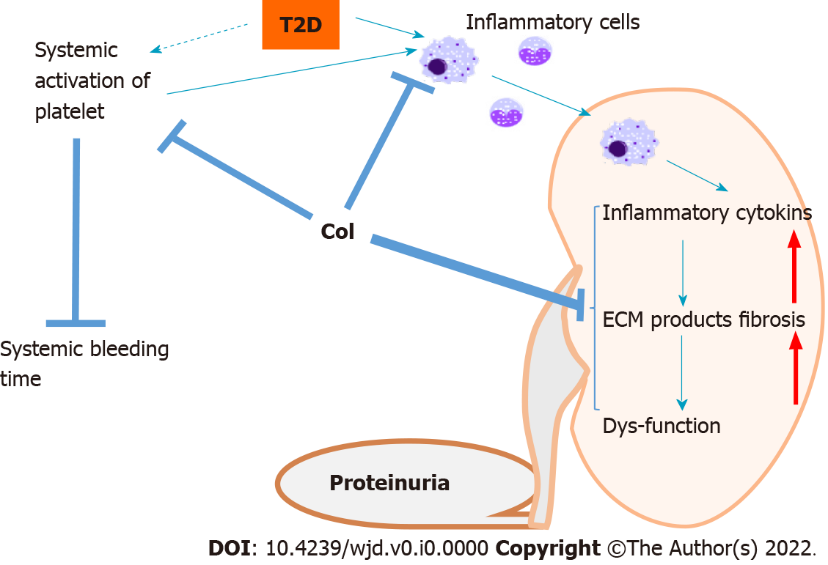 T2D
Inflammatory cells
Systemic
activation of
platelet
Col
Inflammatory cytokins
ECM products fibrosis
Systemic bleeding
time
Dys-function
Proteinuria
DOI: 10.4239/wjd.v0.i0.0000 Copyright ©The Author(s) 2022.